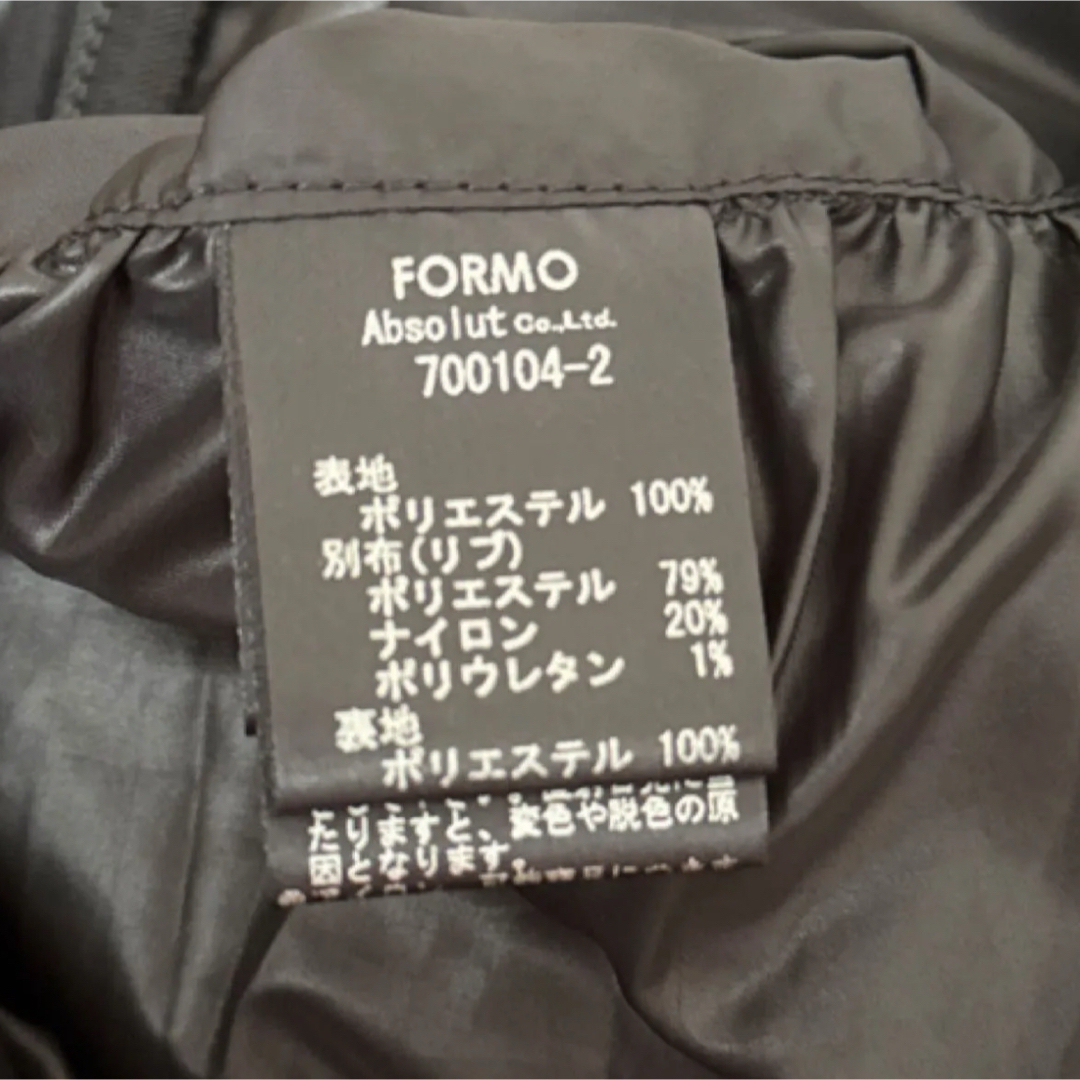 FORMO
Absolut Co.,Ltd.
700104-2
表地
ポリエステル 100%
別布(リブ)
ポリエステル 79%
ナイロン 20%
ポリウレタン 1%
裏地
ポリエステル 100%
たりますと、変色や脱色の原
因となります。